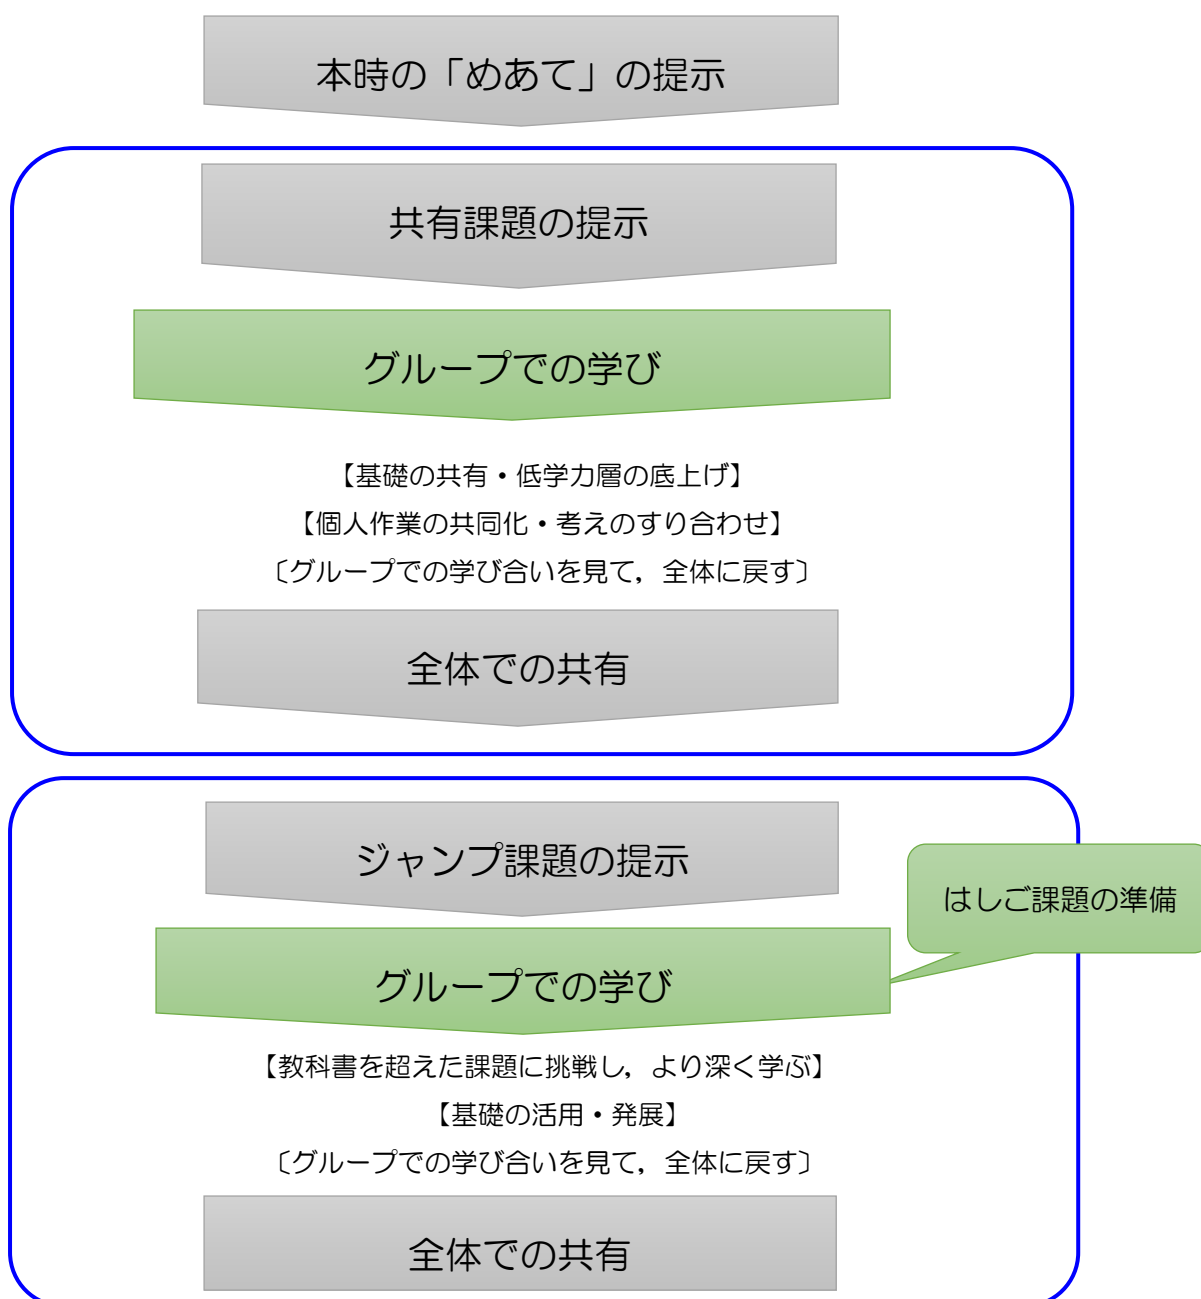 本時の「めあて」の提示
共有課題の提示
グループでの学び
【基礎の共有・低学力層の底上げ】
【個人作業の共同化・考えのすり合わせ】
〔グループでの学び合いを見て，全体に戻す〕
全体での共有
ジャンプ課題の提示
はしご課題の準備
グループでの学び
【教科書を超えた課題に挑戦し，より深く学ぶ】
【基礎の活用・発展】
〔グループでの学び合いを見て，全体に戻す〕
全体での共有